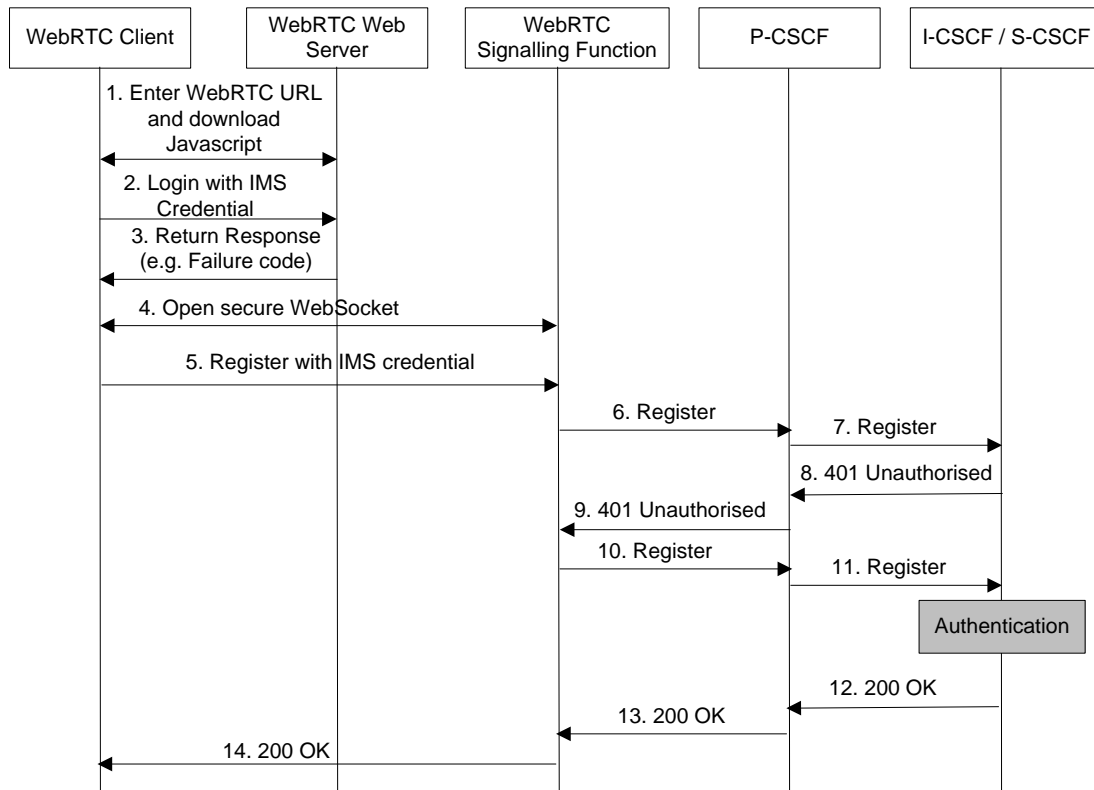 WebRTC Client
WebRTC Web
Server
WebRTC
Signalling Function
P-CSCF
I-CSCF / S-CSCF
1. Enter WebRTC URL
and download
Javascript
2. Login with IMS
Credential
3. Return Response
(e.g. Failure code)
4. Open secure WebSocket
5. Register with IMS credential
6. Register
7. Register
8. 401 Unauthorised
9. 401 Unauthorised
10. Register
11. Register
Authentication
12. 200 OK
13. 200 OK
14. 200 OK